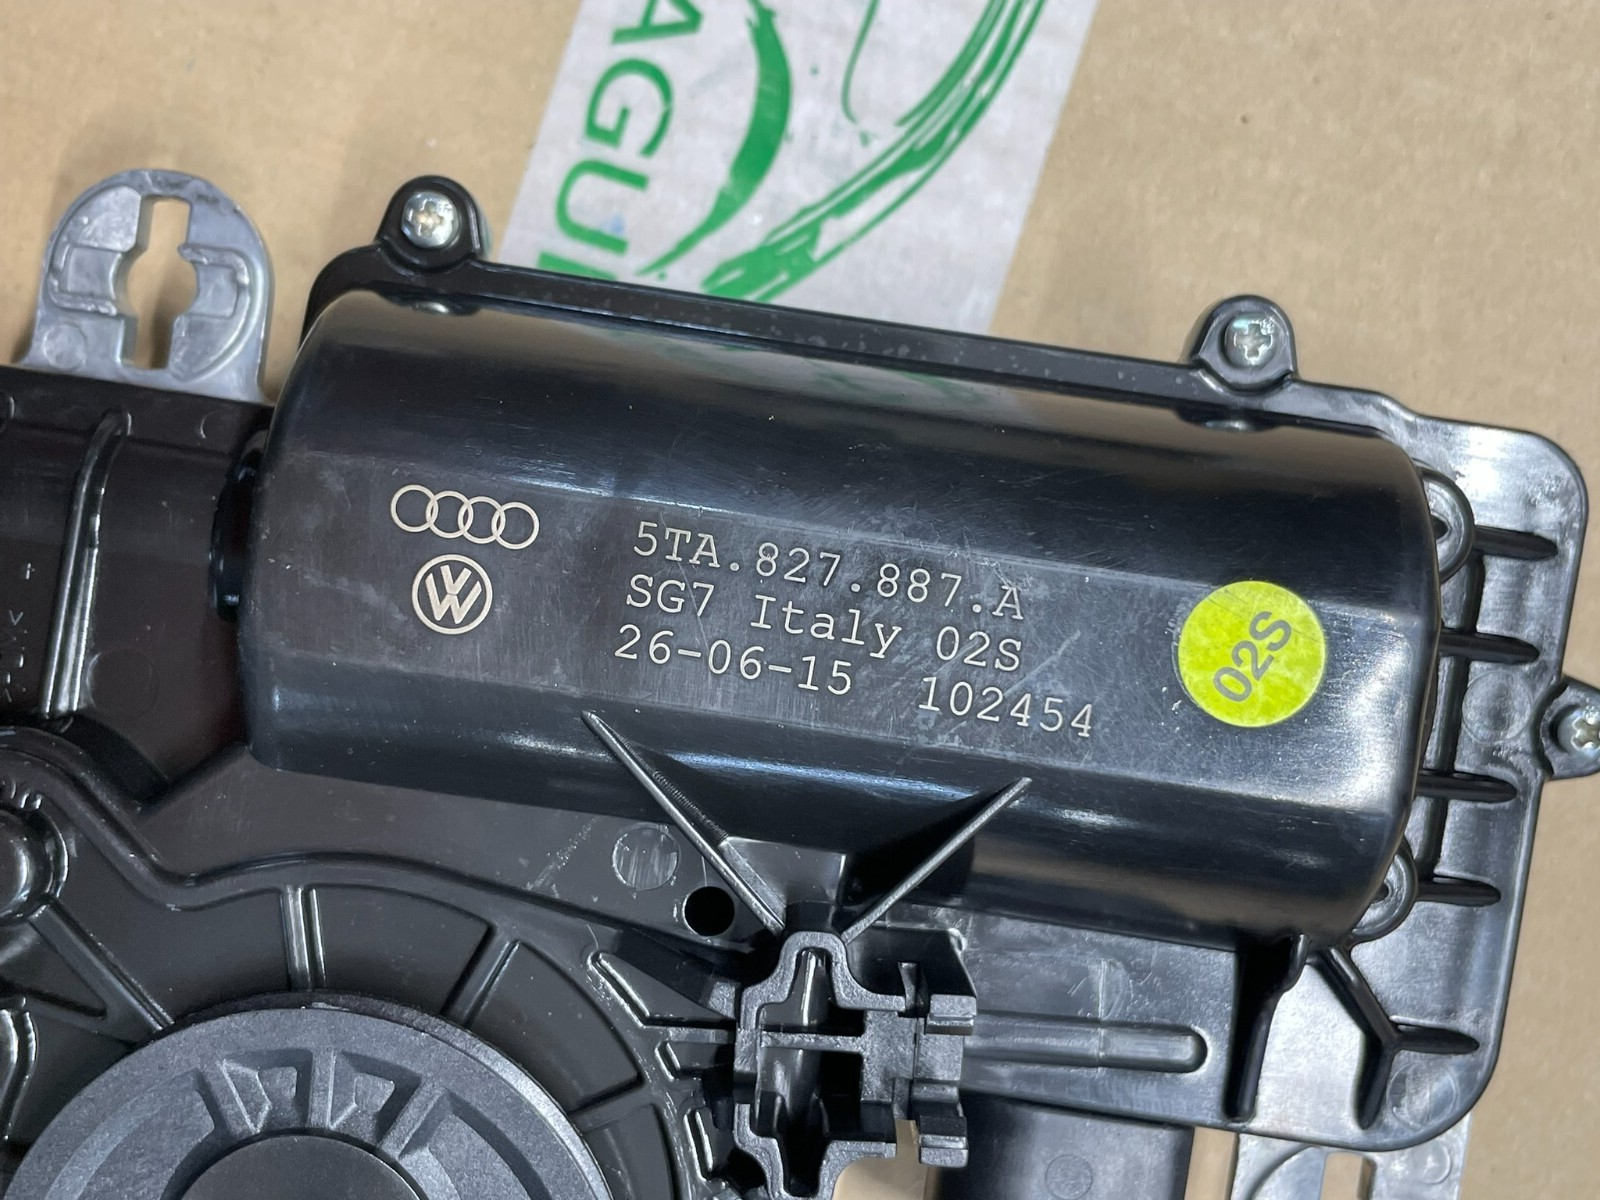 AGU
5TA.827.887.A
SG7 Italy 02S
26-06-15 102454
02S